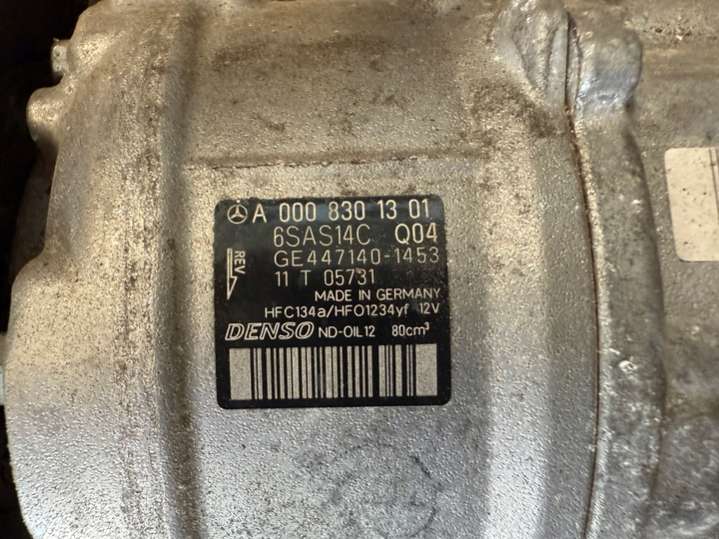 A 000 830 13 01
6SAS14C Q04
GE447140-1453
REV
11 T 05731
MADE IN GERMANY
HFC134a/HFO1234yf 12V
DENSO ND-OIL12 80cm³